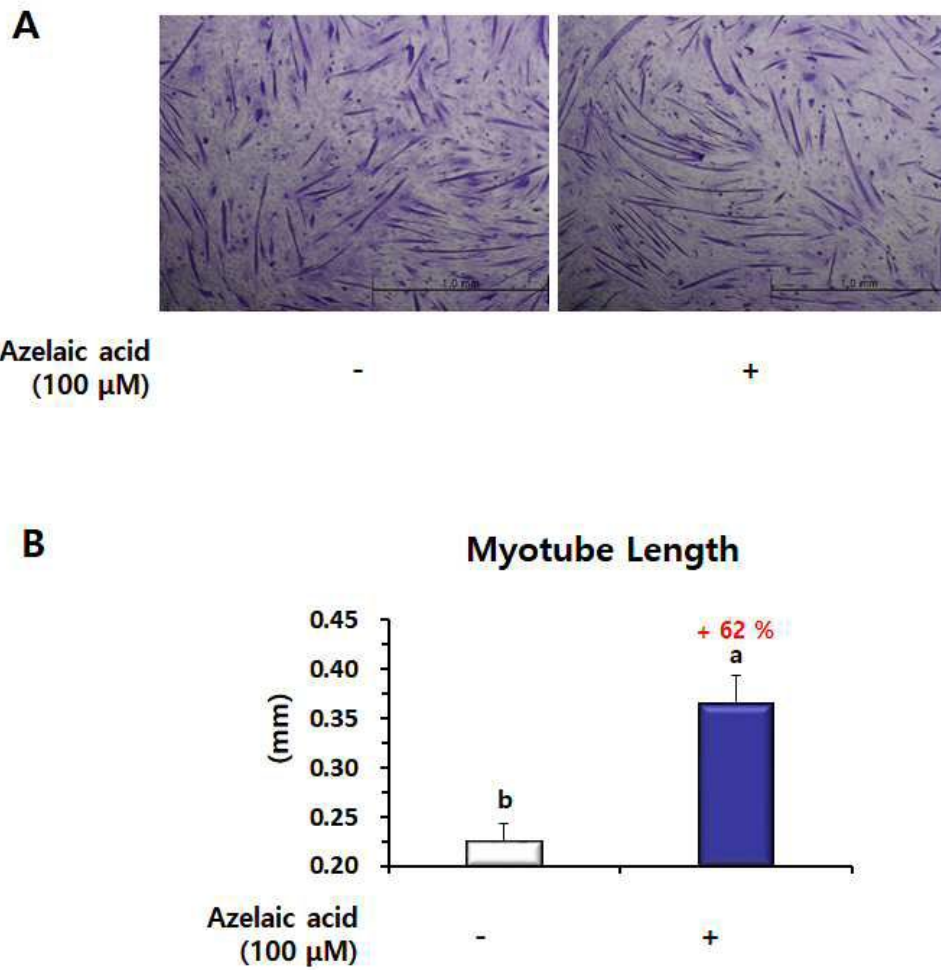 A
1.0 mm
1.0 mm
Azelaic acid
(100 μM)
-
+
B
Myotube Length
+ 62 %
a
b
(mm)
0.45
0.40
0.35
0.30
0.25
0.20
Azelaic acid
(100 μM)
-
+